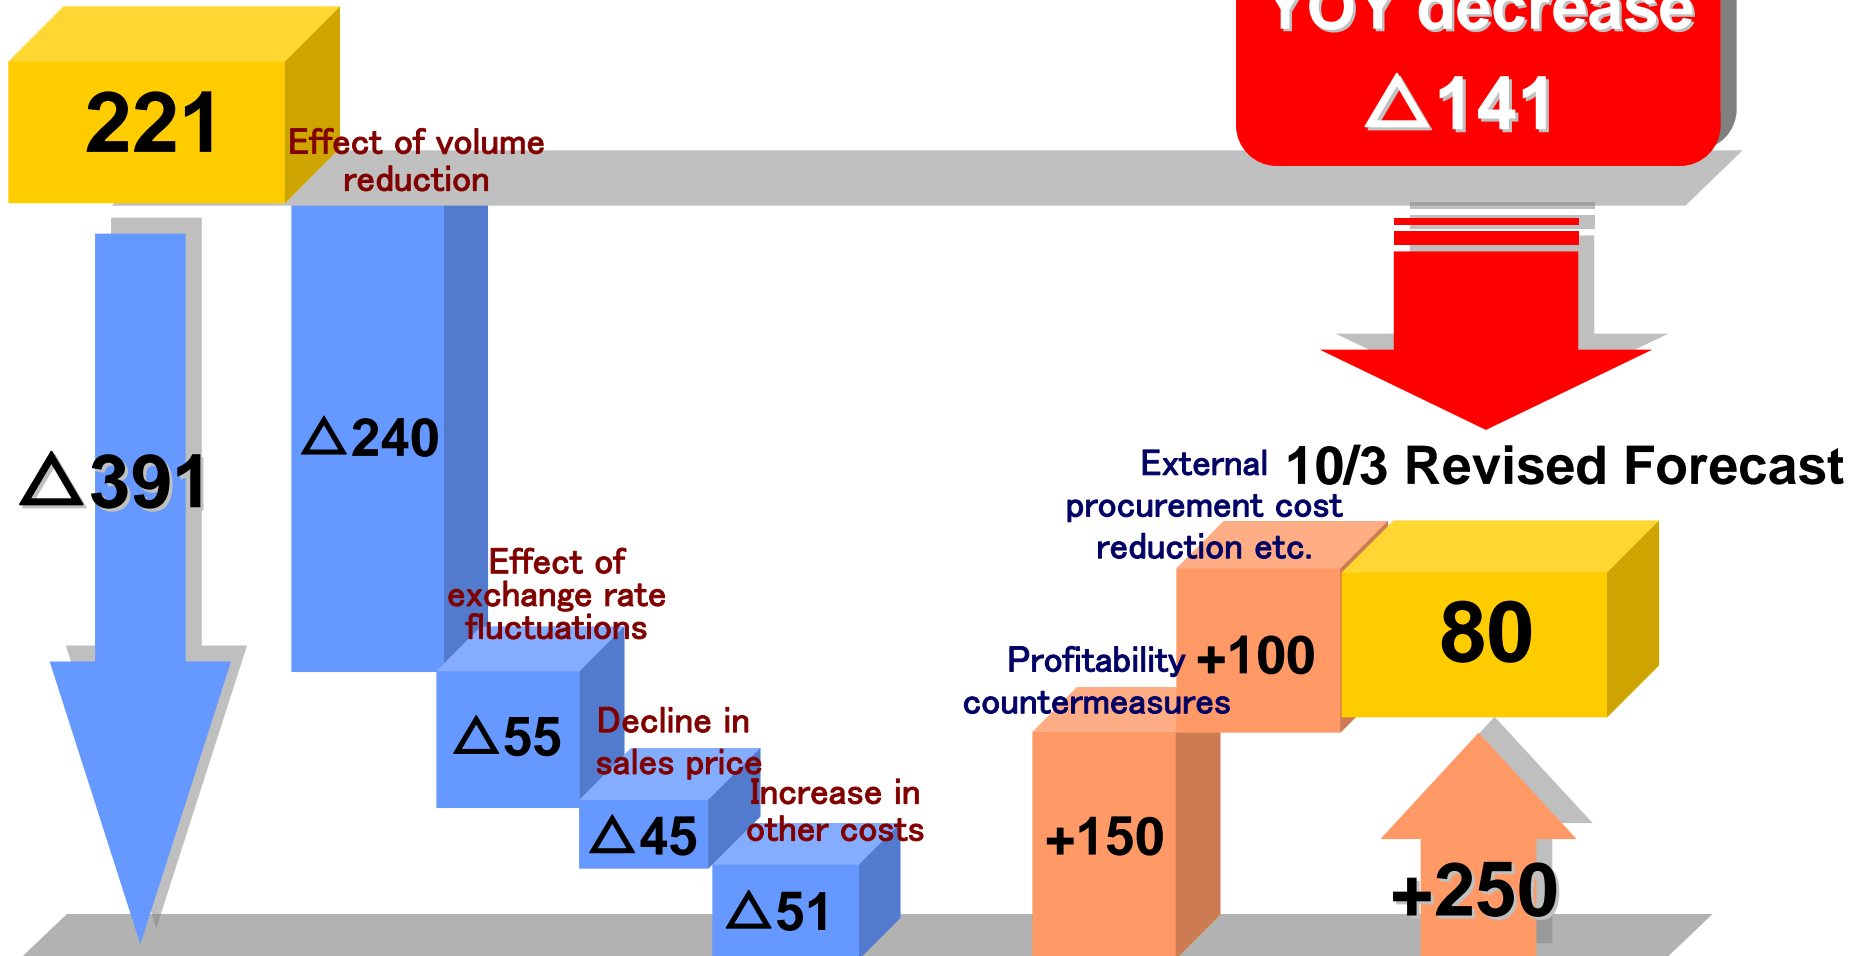 YOY decrease
△141
221
Effect of volume
reduction
△240
△391
Effect of
exchange rate
fluctuations
△55
Decline in
sales price
△45
Increase in
other costs
△51
External
procurement cost
reduction etc.
10/3 Revised Forecast
+100
80
Profitability
countermeasures
+150
+250